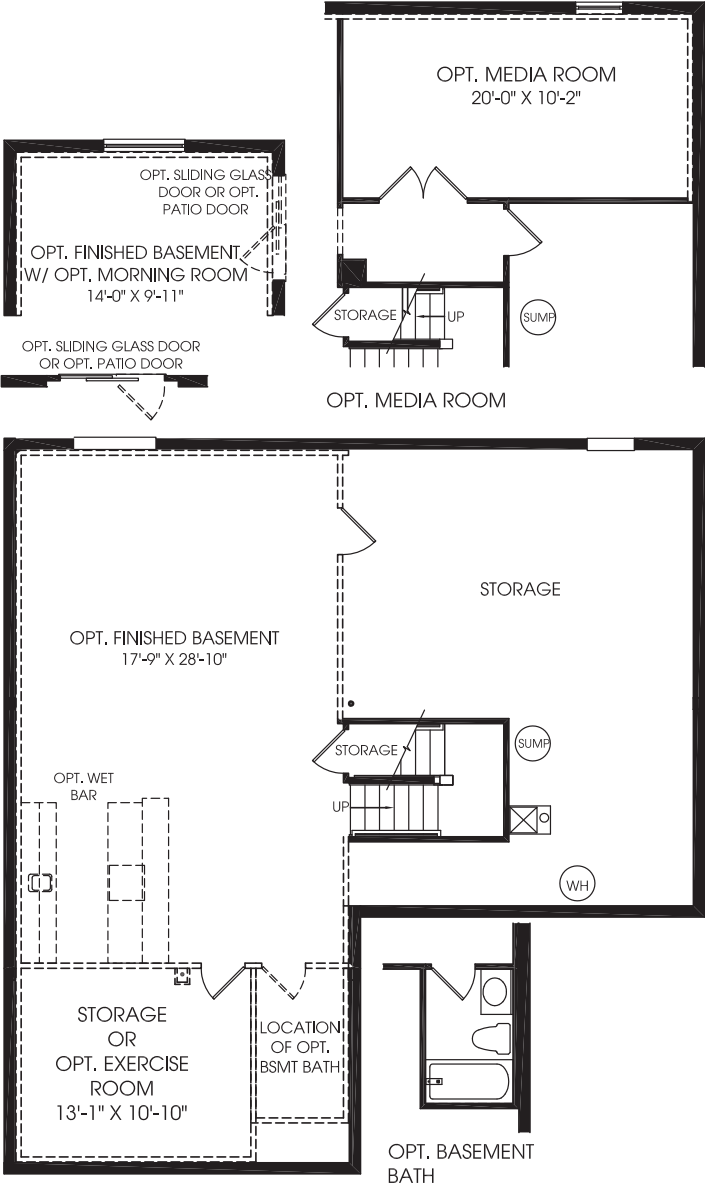 OPT. MEDIA ROOM
20'-0" X 10'-2"
OPT. SLIDING GLASS
DOOR OR OPT.
PATIO DOOR
OPT. FINISHED BASEMENT
W/ OPT. MORNING ROOM
14'-0" X 9'-11"
STORAGE
UP
SUMP
OPT. SLIDING GLASS DOOR
OR OPT. PATIO DOOR
OPT. MEDIA ROOM
STORAGE
OPT. FINISHED BASEMENT
17'-9" X 28'-10"
STORAGE
SUMP
OPT. WET
BAR
UP
WH
STORAGE
OR
OPT. EXERCISE
ROOM
13'-1" X 10'-10"
LOCATION
OF OPT.
BSMT BATH
OPT. BASEMENT
BATH